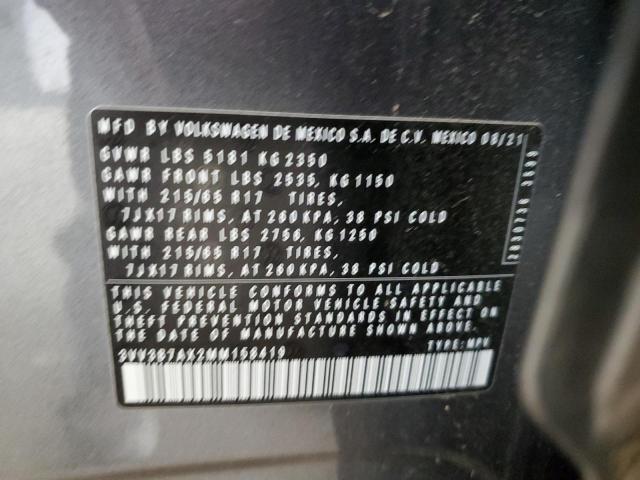 MFD BY VOLKSWAGEN DE MEXICO S.A. DE C.V. MEXICO 08/21
GVWR LBS 5181 KG 2350
GAWR FRONT LBS 2535, KG 1150
WITH 215/65 R17 TIRES,
7JX17 RIMS, AT 260 KPA, 38 PSI COLD
GAWR REAR LBS 2756, KG 1250
WITH 215/65 R17 TIRES,
7JX17 RIMS, AT 260 KPA, 38 PSI COLD
THIS VEHICLE CONFORMS TO ALL APPLICABLE
U.S. FEDERAL MOTOR VEHICLE SAFETY AND
THEFT PREVENTION STANDARDS IN EFFECT ON
THE DATE OF MANUFACTURE SHOWN ABOVE.
3VV3B7AX2MM158419 TYPE: MPV